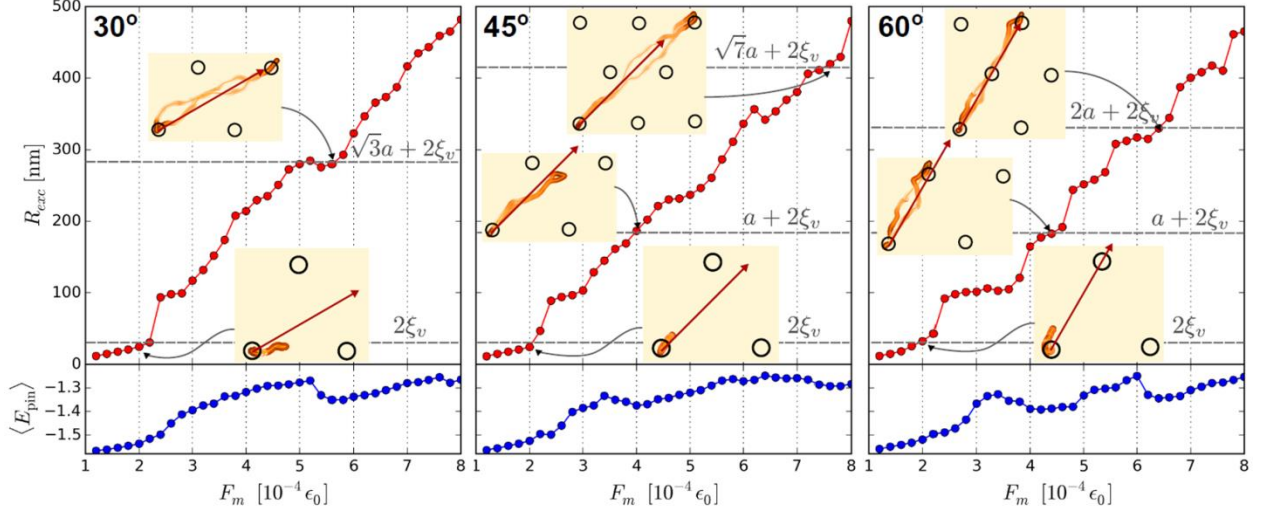 30°
45°
60°
500
400
300
200
100
0
R_exc [nm]
√3a + 2ξ_v
2ξ_v
√7a + 2ξ_v
a + 2ξ_v
2ξ_v
2a + 2ξ_v
a + 2ξ_v
2ξ_v
⟨E_pin⟩
−1.3
−1.4
−1.5
1 2 3 4 5 6 7 8
1 2 3 4 5 6 7 8
1 2 3 4 5 6 7 8
F_m [10⁻⁴ ϵ₀]
F_m [10⁻⁴ ϵ₀]
F_m [10⁻⁴ ϵ₀]